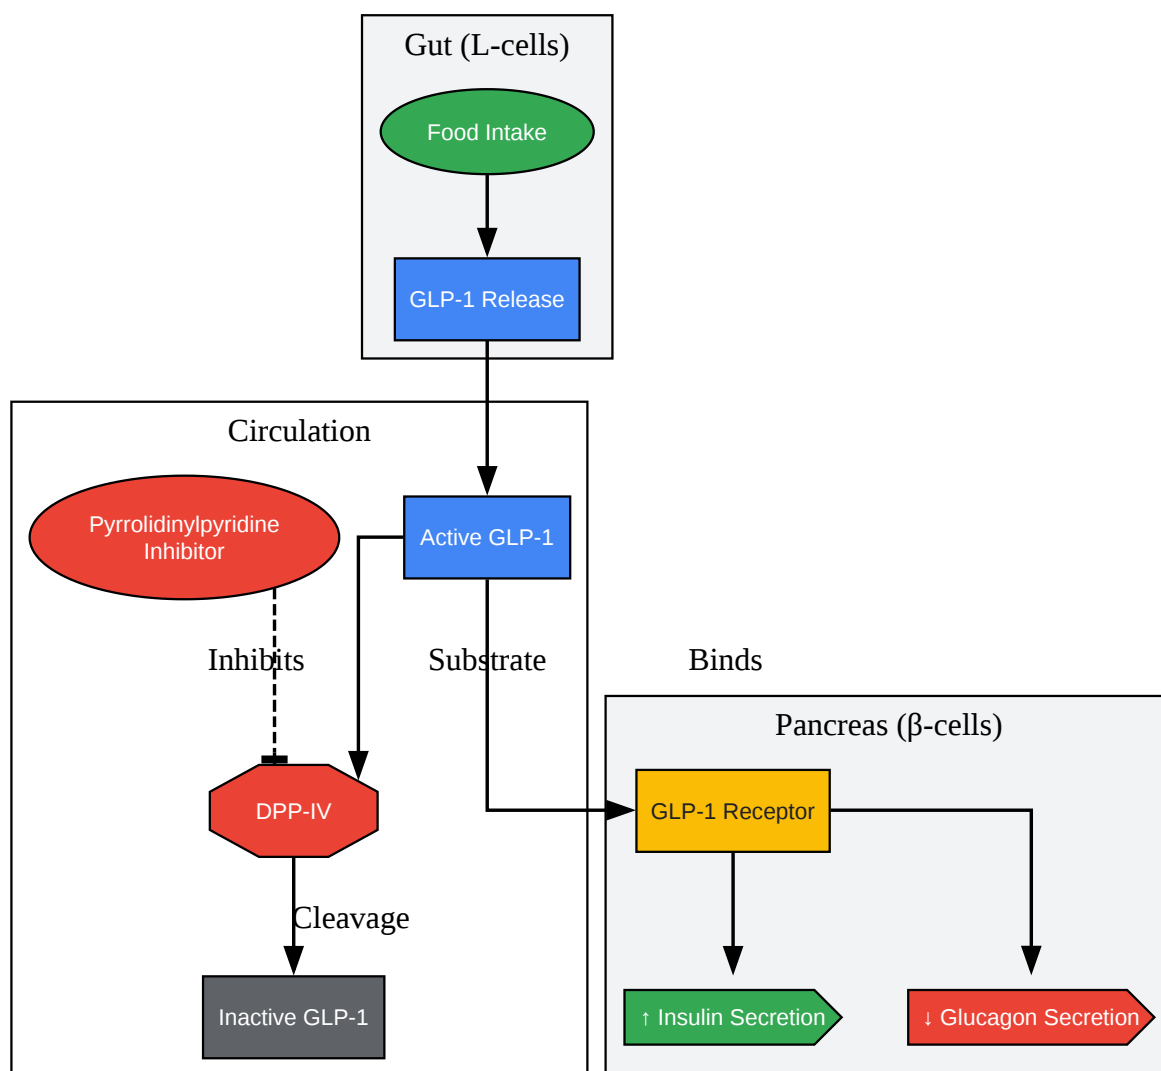 Gut (L-cells)
Food Intake
GLP-1 Release
Circulation
Pyrrolidinylpyridine
Inhibitor
Active GLP-1
Inhibits
Substrate
Binds
Pancreas (β-cells)
DPP-IV
GLP-1 Receptor
Cleavage
Inactive GLP-1
↑ Insulin Secretion
↓ Glucagon Secretion